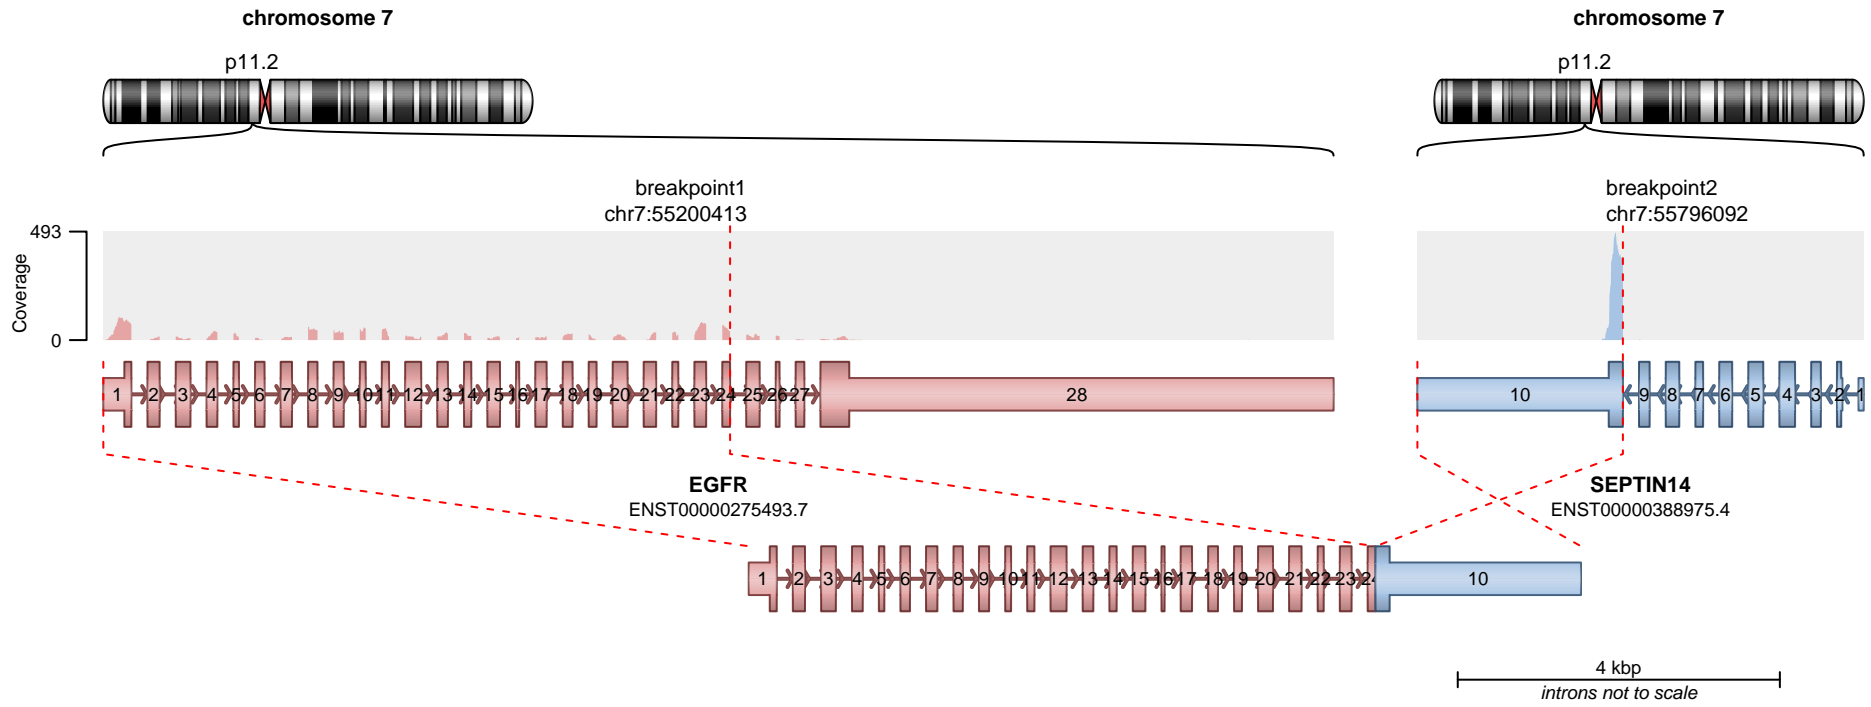 chromosome 7
chromosome 7
p11.2
p11.2
breakpoint1
chr7:55200413
breakpoint2
chr7:55796092
493
0
Coverage
1 2 3 4 5 6 7 8 9 10 11 12 13 14 15 16 17 18 19 20 21 22 23 24 25 26 27 28
10 9 8 7 6 5 4 3 2 1
EGFR
ENST00000275493.7
SEPTIN14
ENST00000388975.4
1 2 3 4 5 6 7 8 9 10 11 12 13 14 15 16 17 18 19 20 21 22 23 24 10
4 kbp
introns not to scale